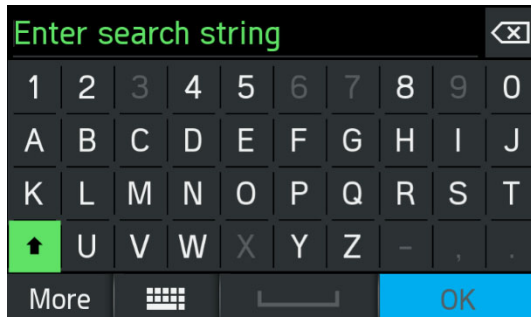 Enter search string
1 2 3 4 5 6 7 8 9 0
A B C D E F G H I J
K L M N O P Q R S T
U V W X Y Z - , .
More OK